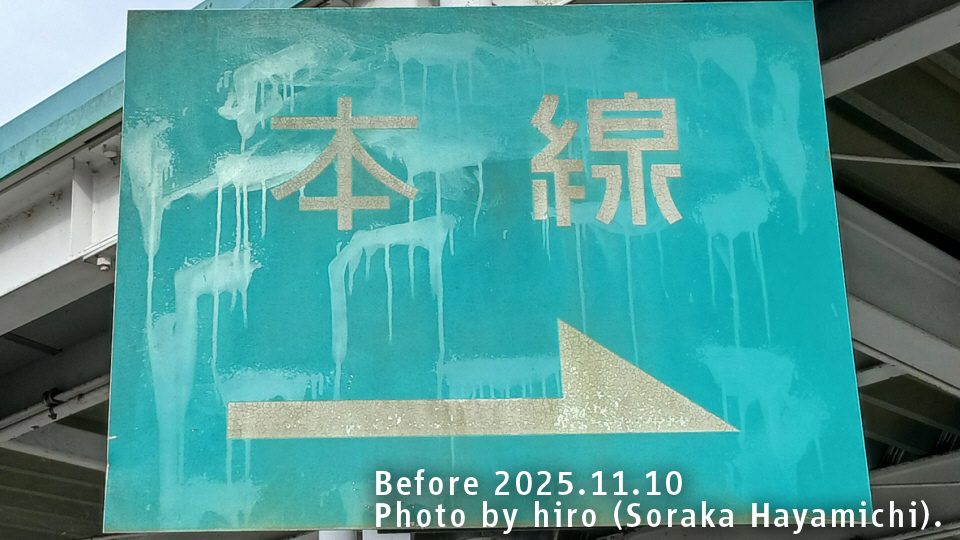 本線
Before 2025.11.10
Photo by hiro (Soraka Hayamichi).